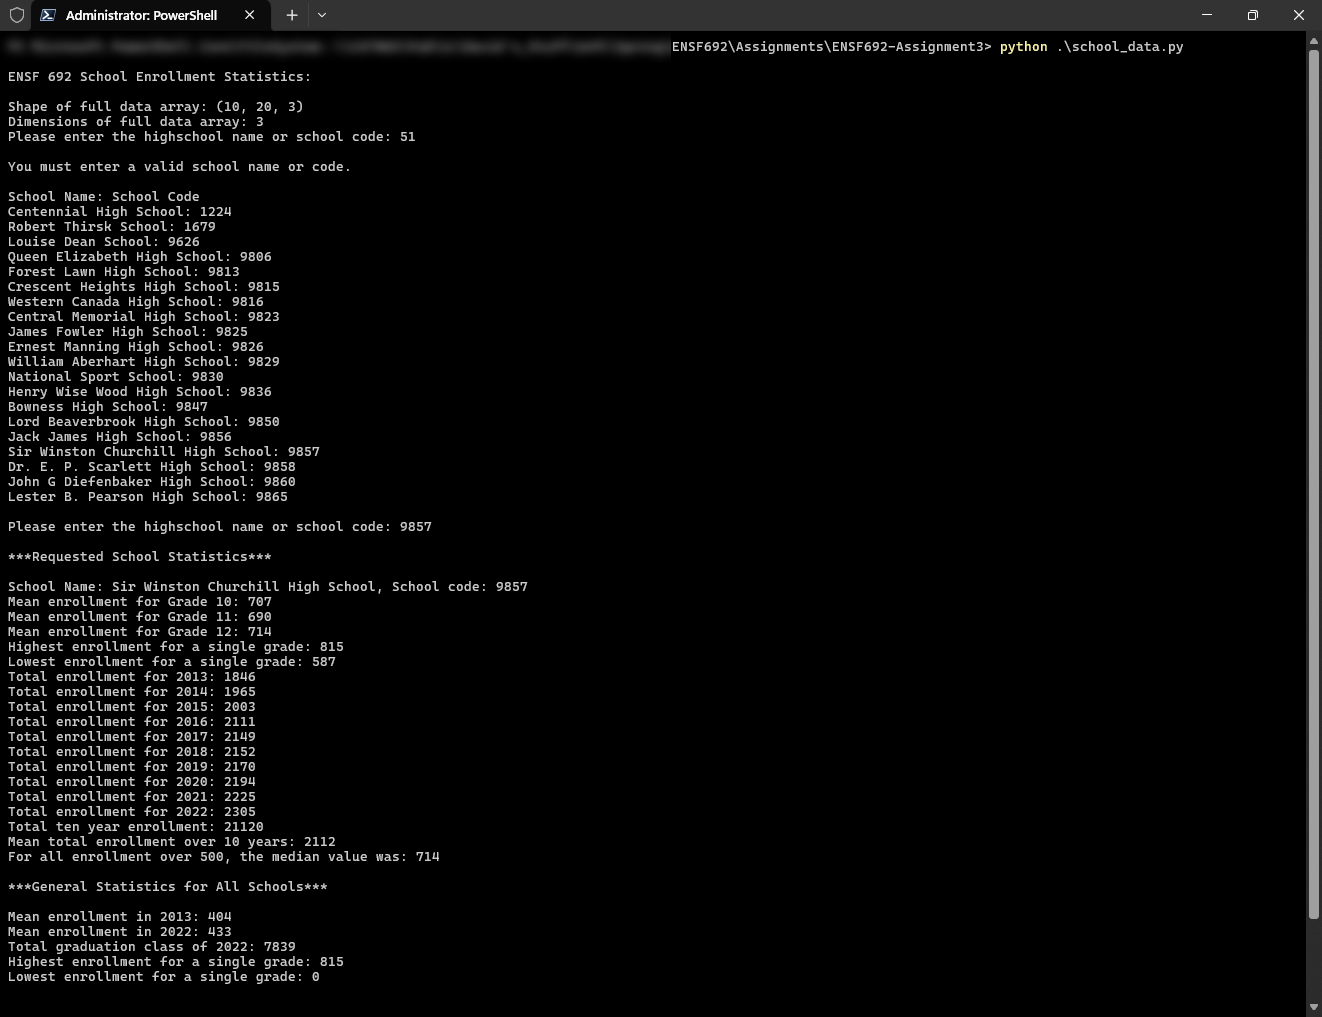 Administrator: PowerShell
ENSF692\Assignments\ENSF692-Assignment3> python .\school_data.py
ENSF 692 School Enrollment Statistics:
Shape of full data array: (10, 20, 3)
Dimensions of full data array: 3
Please enter the highschool name or school code: 51
You must enter a valid school name or code.
School Name: School Code
Centennial High School: 1224
Robert Thirsk School: 1679
Louise Dean School: 9626
Queen Elizabeth High School: 9806
Forest Lawn High School: 9813
Crescent Heights High School: 9815
Western Canada High School: 9816
Central Memorial High School: 9823
James Fowler High School: 9825
Ernest Manning High School: 9826
William Aberhart High School: 9829
National Sport School: 9830
Henry Wise Wood High School: 9836
Bowness High School: 9847
Lord Beaverbrook High School: 9850
Jack James High School: 9856
Sir Winston Churchill High School: 9857
Dr. E. P. Scarlett High School: 9858
John G Diefenbaker High School: 9860
Lester B. Pearson High School: 9865
Please enter the highschool name or school code: 9857
***Requested School Statistics***
School Name: Sir Winston Churchill High School, School code: 9857
Mean enrollment for Grade 10: 707
Mean enrollment for Grade 11: 690
Mean enrollment for Grade 12: 714
Highest enrollment for a single grade: 815
Lowest enrollment for a single grade: 587
Total enrollment for 2013: 1846
Total enrollment for 2014: 1965
Total enrollment for 2015: 2003
Total enrollment for 2016: 2111
Total enrollment for 2017: 2149
Total enrollment for 2018: 2152
Total enrollment for 2019: 2170
Total enrollment for 2020: 2194
Total enrollment for 2021: 2225
Total enrollment for 2022: 2305
Total ten year enrollment: 21120
Mean total enrollment over 10 years: 2112
For all enrollment over 500, the median value was: 714
***General Statistics for All Schools***
Mean enrollment in 2013: 404
Mean enrollment in 2022: 433
Total graduation class of 2022: 7839
Highest enrollment for a single grade: 815
Lowest enrollment for a single grade: 0